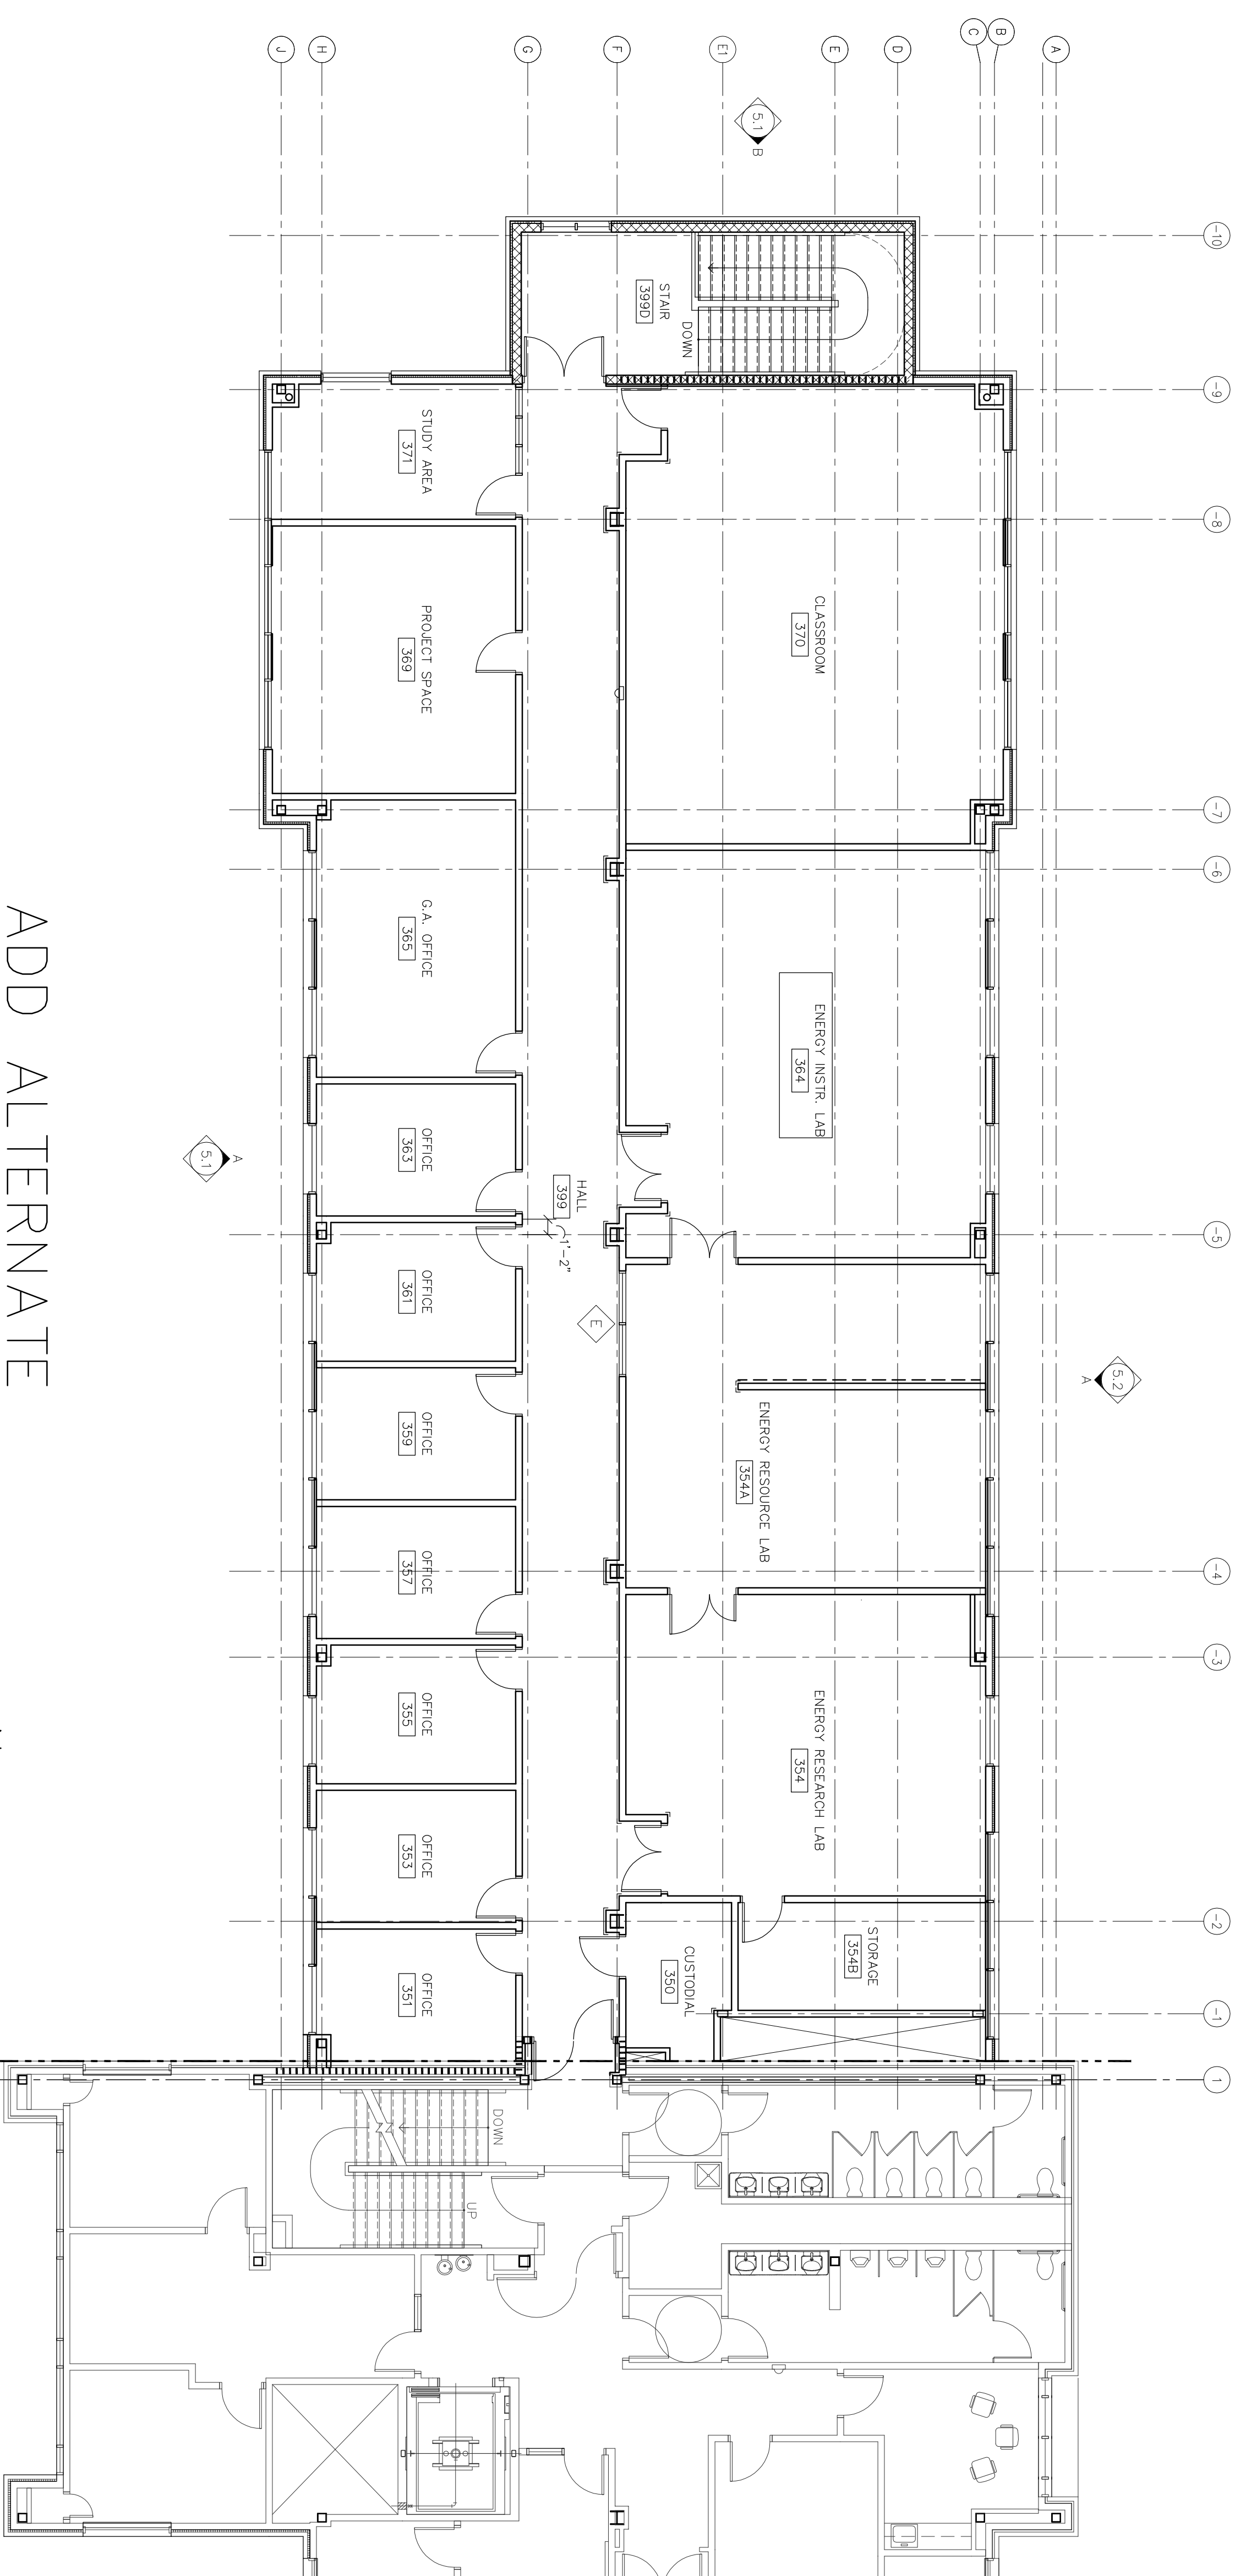 J
H
G
F
E1
E
D
C
B
A
5.1
B
-10
-9
-8
-7
-6
-5
-4
-3
-2
-1
1
STAIR
399D
DOWN
STUDY AREA
371
PROJECT SPACE
369
CLASSROOM
370
G.A. OFFICE
365
ENERGY INSTR. LAB
364
OFFICE
363
HALL
399
1'-2"
OFFICE
361
E
5.1
A
5.2
A
OFFICE
359
ENERGY RESOURCE LAB
354A
OFFICE
357
OFFICE
355
ENERGY RESEARCH LAB
354
OFFICE
353
OFFICE
351
CUSTODIAL
350
STORAGE
354B
DOWN
UP
ADD ALTERNATE